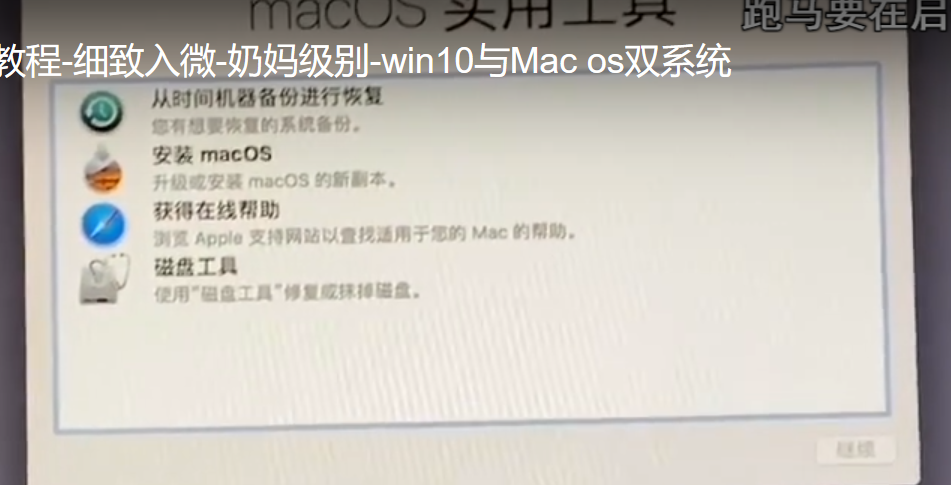 macOS 实用工具
跑马要在启
教程-细致入微-奶妈级别-win10与Mac os双系统
从时间机器备份进行恢复
您有想要恢复的系统备份。
安装 macOS
升级或安装 macOS 的新副本。
获得在线帮助
浏览 Apple 支持网站以查找适用于您的 Mac 的帮助。
磁盘工具
使用“磁盘工具”修复或抹掉磁盘。
继续